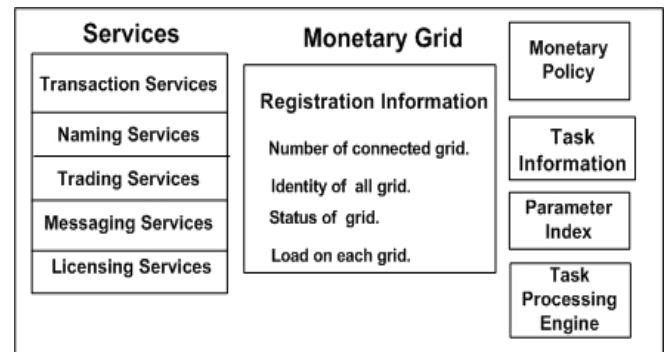 Services
Transaction Services
Naming Services
Trading Services
Messaging Services
Licensing Services
Monetary Grid
Registration Information
Number of connected grid.
Identity of all grid.
Status of grid.
Load on each grid.
Monetary
Policy
Task
Information
Parameter
Index
Task
Processing
Engine